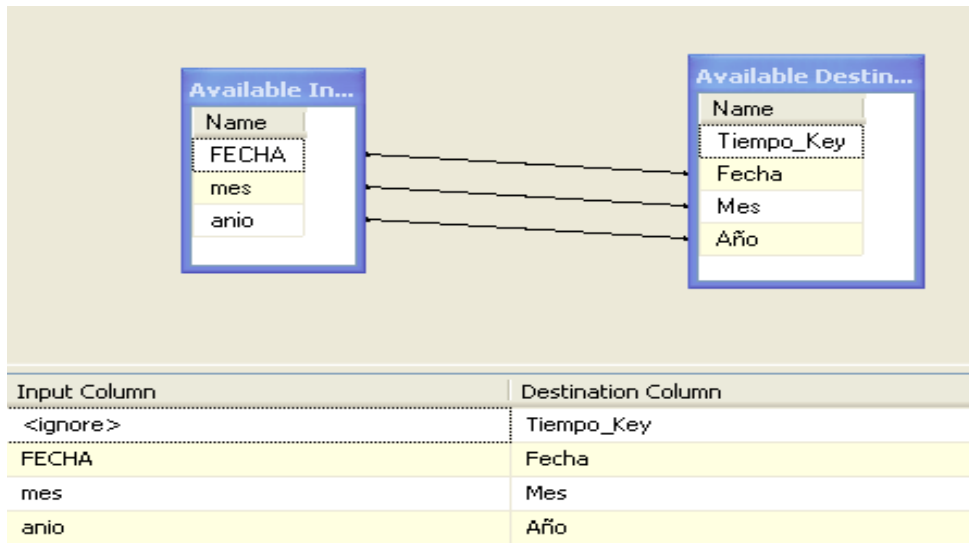 Available In...
Name
FECHA
mes
anio
Available Destin...
Name
Tiempo_Key
Fecha
Mes
Año
Input Column Destination Column
<ignore> Tiempo_Key
FECHA Fecha
mes Mes
anio Año